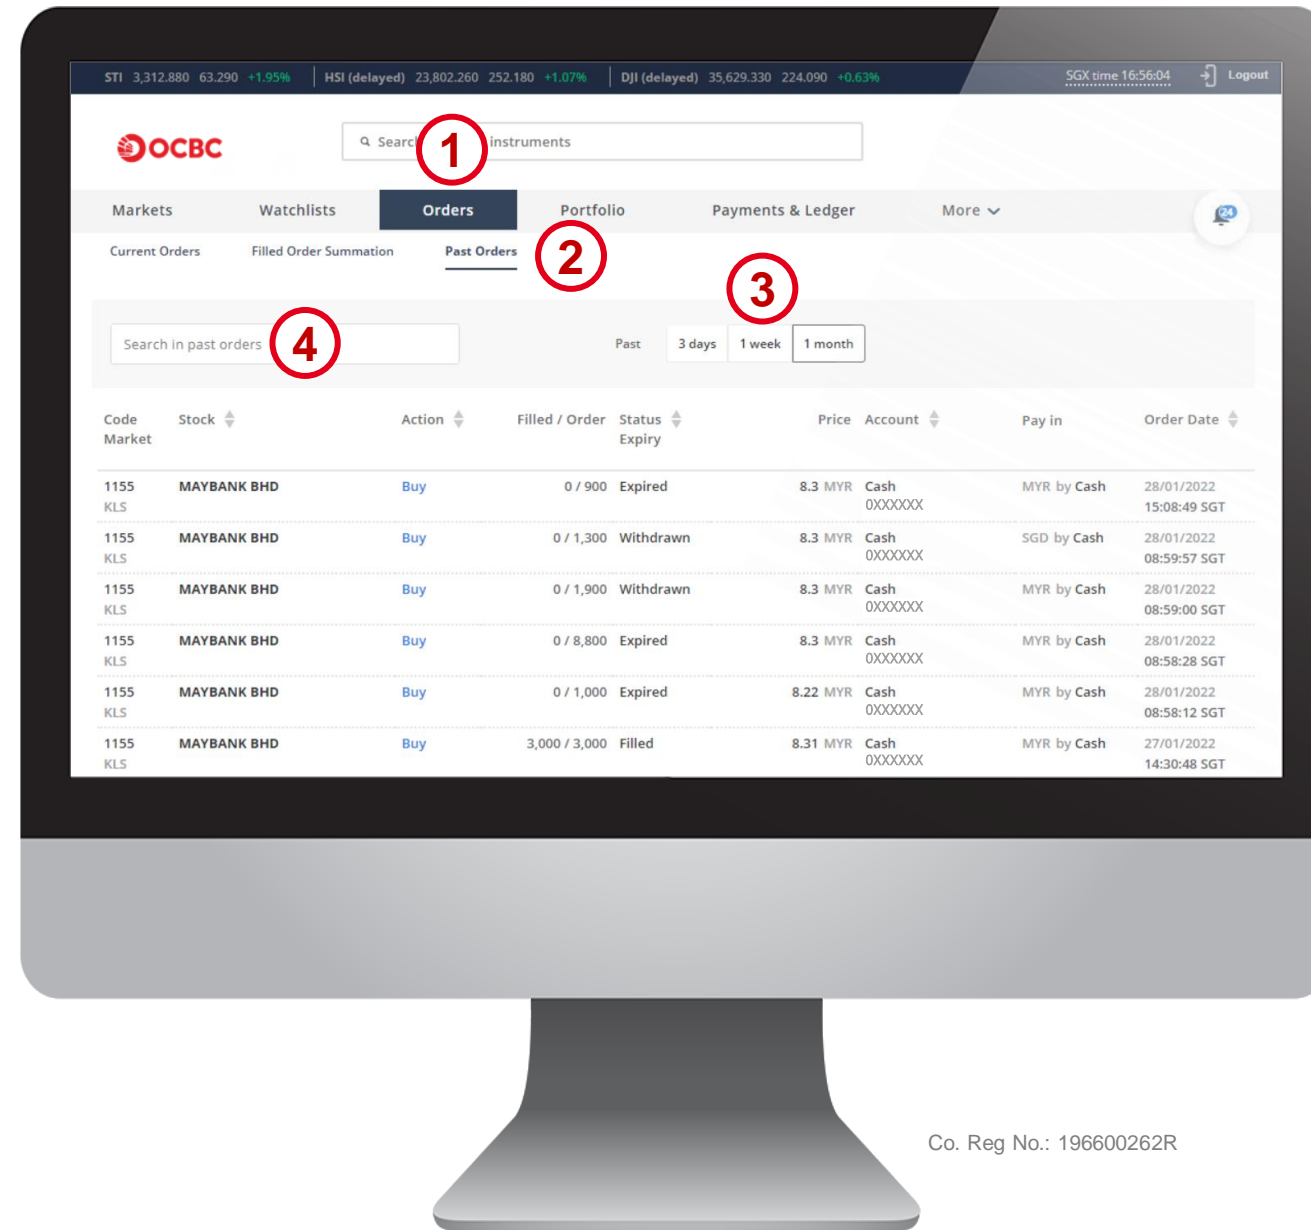 STI 3,312.880 63.290 +1.95% HSI (delayed) 23,802.260 252.180 +1.07% DJI (delayed) 35,629.330 224.090 +0.63% SGX time 16:56:04 Logout
OCBC Search 1 instruments
Markets Watchlists Orders Portfolio Payments & Ledger More 24
Current Orders Filled Order Summation Past Orders 2
3
Search in past orders 4 Past 3 days 1 week 1 month
Code Stock Action Filled / Order Status Price Account Pay in Order Date
Market Expiry
1155 MAYBANK BHD Buy 0 / 900 Expired 8.3 MYR Cash MYR by Cash 28/01/2022
KLS 0XXXXXX 15:08:49 SGT
1155 MAYBANK BHD Buy 0 / 1,300 Withdrawn 8.3 MYR Cash SGD by Cash 28/01/2022
KLS 0XXXXXX 08:59:57 SGT
1155 MAYBANK BHD Buy 0 / 1,900 Withdrawn 8.3 MYR Cash MYR by Cash 28/01/2022
KLS 0XXXXXX 08:59:00 SGT
1155 MAYBANK BHD Buy 0 / 8,800 Expired 8.3 MYR Cash MYR by Cash 28/01/2022
KLS 0XXXXXX 08:58:28 SGT
1155 MAYBANK BHD Buy 0 / 1,000 Expired 8.22 MYR Cash MYR by Cash 28/01/2022
KLS 0XXXXXX 08:58:12 SGT
1155 MAYBANK BHD Buy 3,000 / 3,000 Filled 8.31 MYR Cash MYR by Cash 27/01/2022
KLS 0XXXXXX 14:30:48 SGT
Co. Reg No.: 196600262R